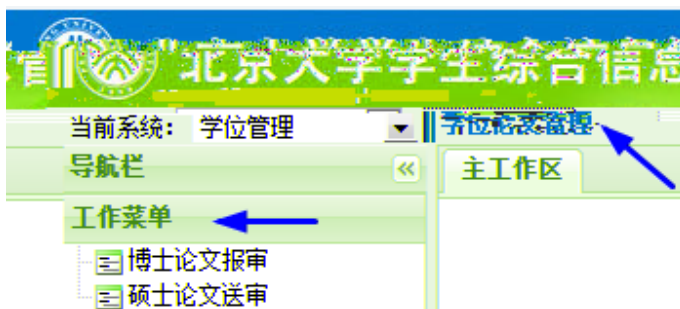 北京大学学生综合信息
当前系统： 学位管理 学位论文管理
导航栏
主工作区
工作菜单
博士论文报审
硕士论文送审